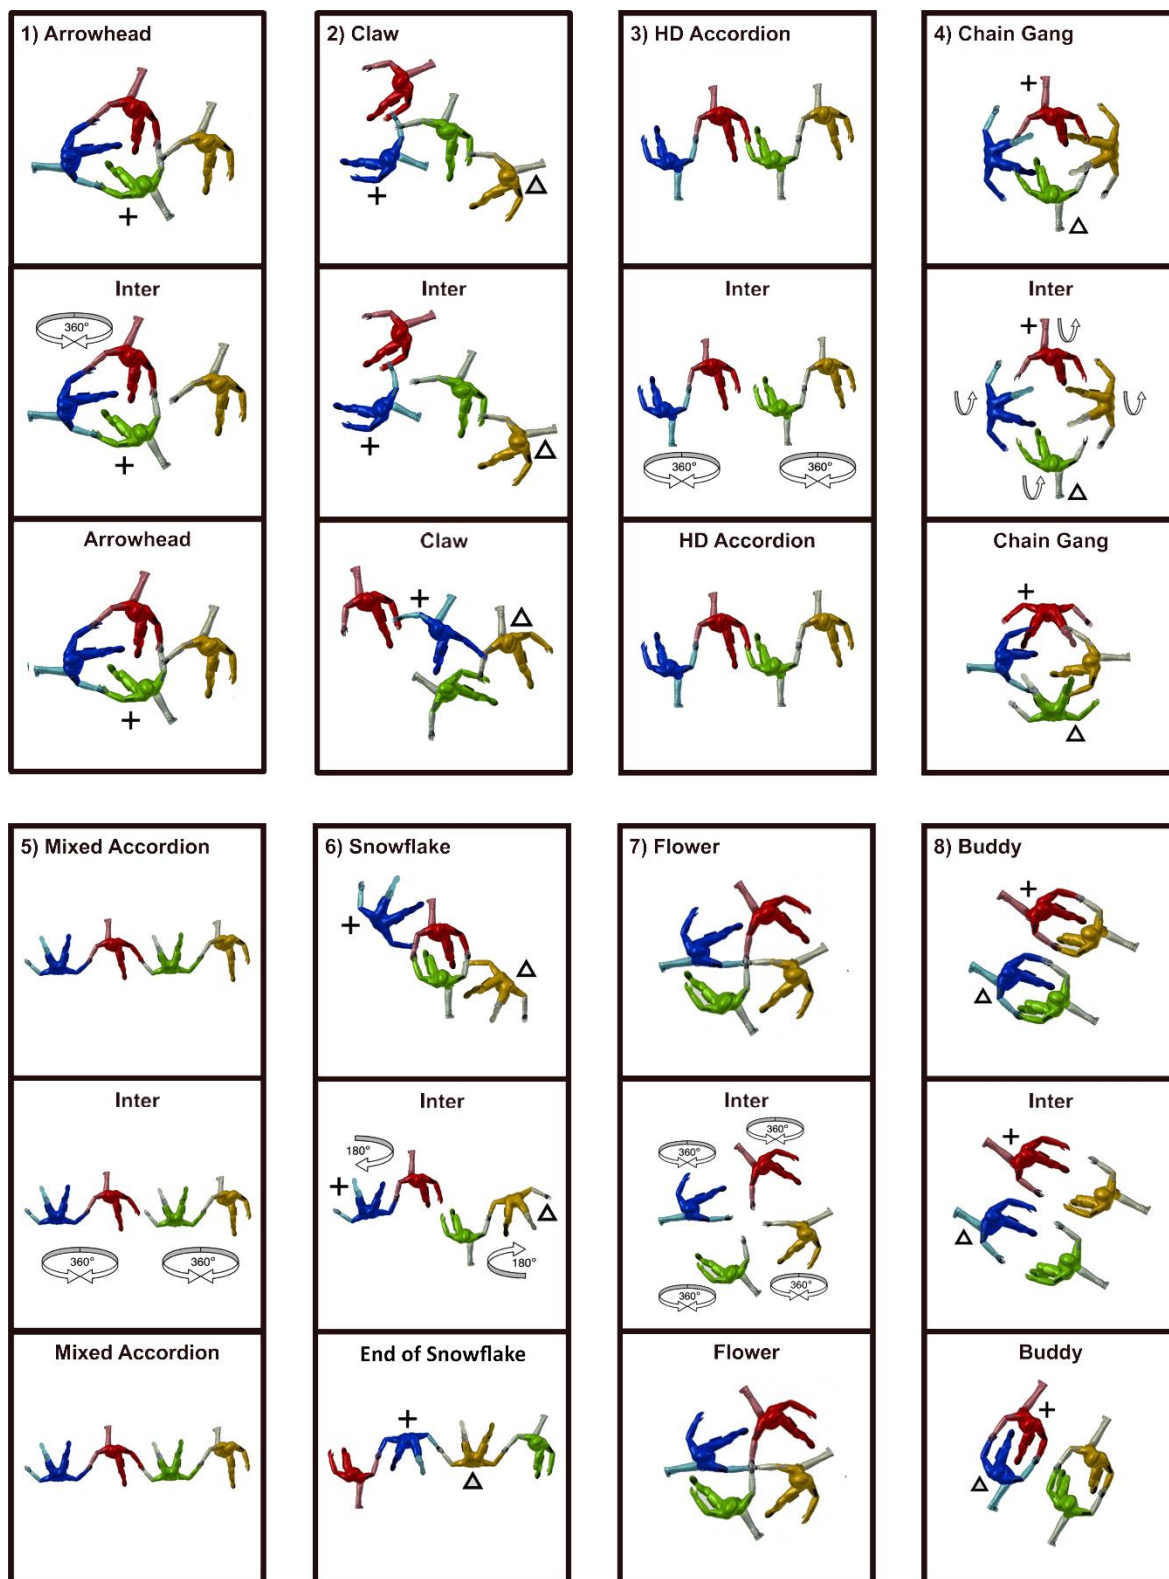 1) Arrowhead
2) Claw
3) HD Accordion
4) Chain Gang
Inter
360°
Inter
Inter
360°
360°
Inter
Arrowhead
Claw
HD Accordion
Chain Gang
5) Mixed Accordion
6) Snowflake
7) Flower
8) Buddy
Inter
360°
360°
Inter
180°
180°
Inter
360°
360°
360°
360°
Inter
Mixed Accordion
End of Snowflake
Flower
Buddy